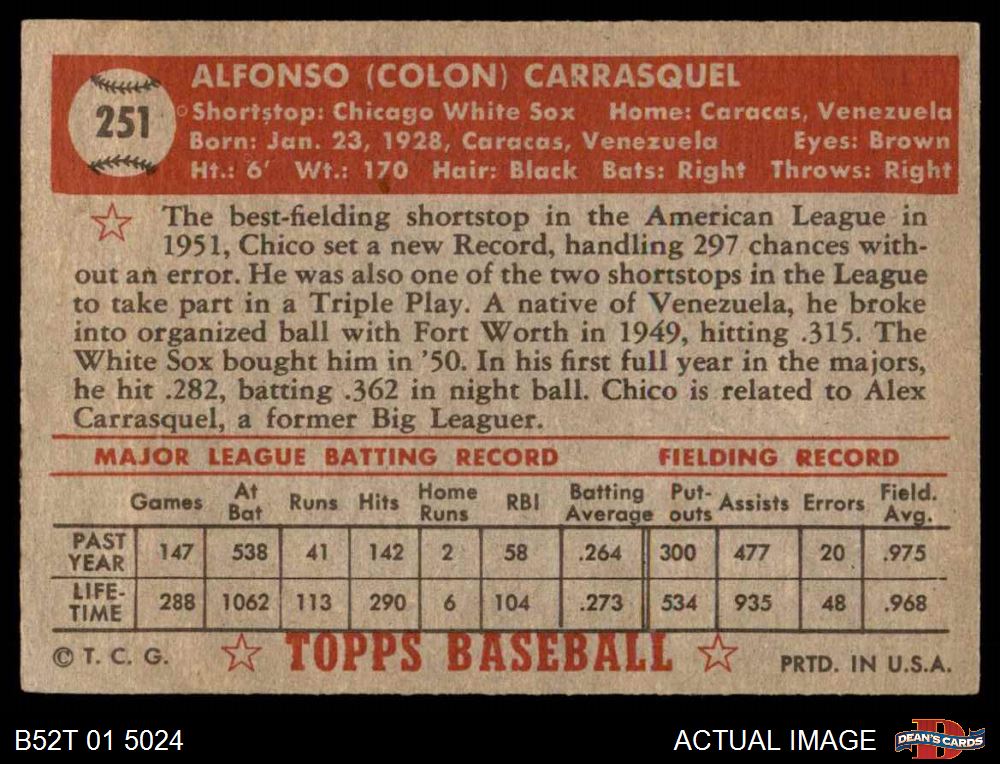 ALFONSO (COLON) CARRASQUEL
251
Shortstop: Chicago White Sox Home: Caracas, Venezuela
Born: Jan. 23, 1928, Caracas, Venezuela Eyes: Brown
Ht.: 6' Wt.: 170 Hair: Black Bats: Right Throws: Right
The best-fielding shortstop in the American League in
1951, Chico set a new Record, handling 297 chances with-
out an error. He was also one of the two shortstops in the League
to take part in a Triple Play. A native of Venezuela, he broke
into organized ball with Fort Worth in 1949, hitting .315. The
White Sox bought him in '50. In his first full year in the majors,
he hit .282, batting .362 in night ball. Chico is related to Alex
Carrasquel, a former Big Leaguer.
MAJOR LEAGUE BATTING RECORD FIELDING RECORD
Games At Bat Runs Hits Home Runs RBI Batting Average Put-outs Assists Errors Field. Avg.
PAST YEAR 147 538 41 142 2 58 .264 300 477 20 .975
LIFE-TIME 288 1062 113 290 6 104 .273 534 935 48 .968
© T. C. G. TOPPS BASEBALL PRTD. IN U.S.A.
B52T 01 5024 ACTUAL IMAGE DEAN'S CARDS